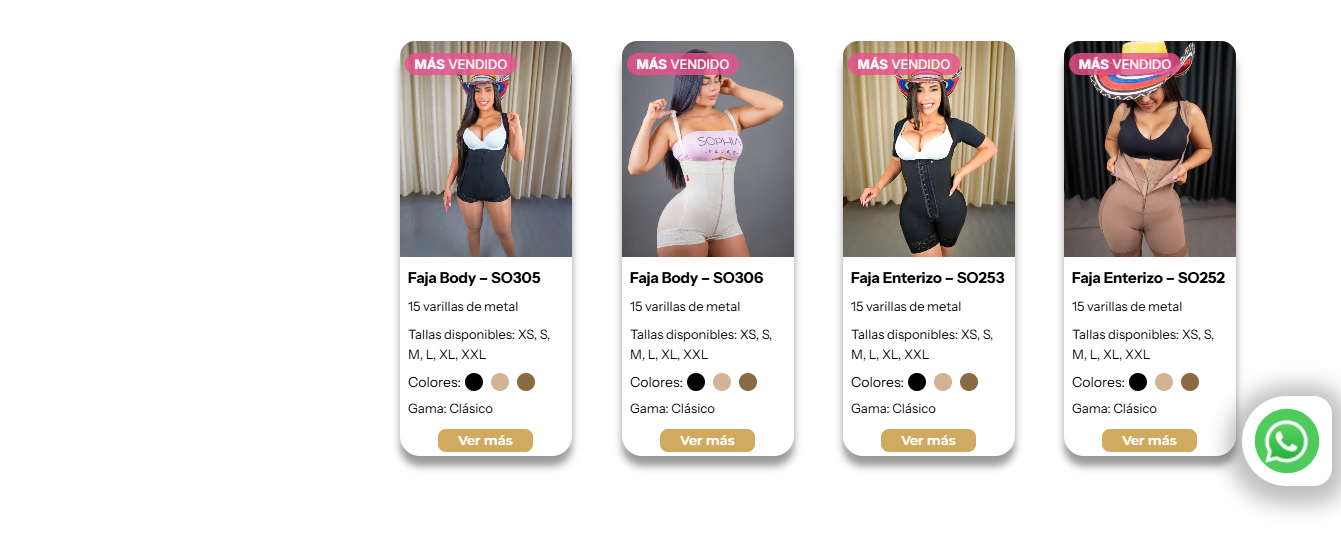 MÁS VENDIDO
Faja Body – SO305
15 varillas de metal
Tallas disponibles: XS, S,
M, L, XL, XXL
Colores:
Gama: Clásico
Ver más
MÁS VENDIDO
SOPHIA
FAJAS
Faja Body – SO306
15 varillas de metal
Tallas disponibles: XS, S,
M, L, XL, XXL
Colores:
Gama: Clásico
Ver más
MÁS VENDIDO
Faja Enterizo – SO253
15 varillas de metal
Tallas disponibles: XS, S,
M, L, XL, XXL
Colores:
Gama: Clásico
Ver más
MÁS VENDIDO
Faja Enterizo – SO252
15 varillas de metal
Tallas disponibles: XS, S,
M, L, XL, XXL
Colores:
Gama: Clásico
Ver más